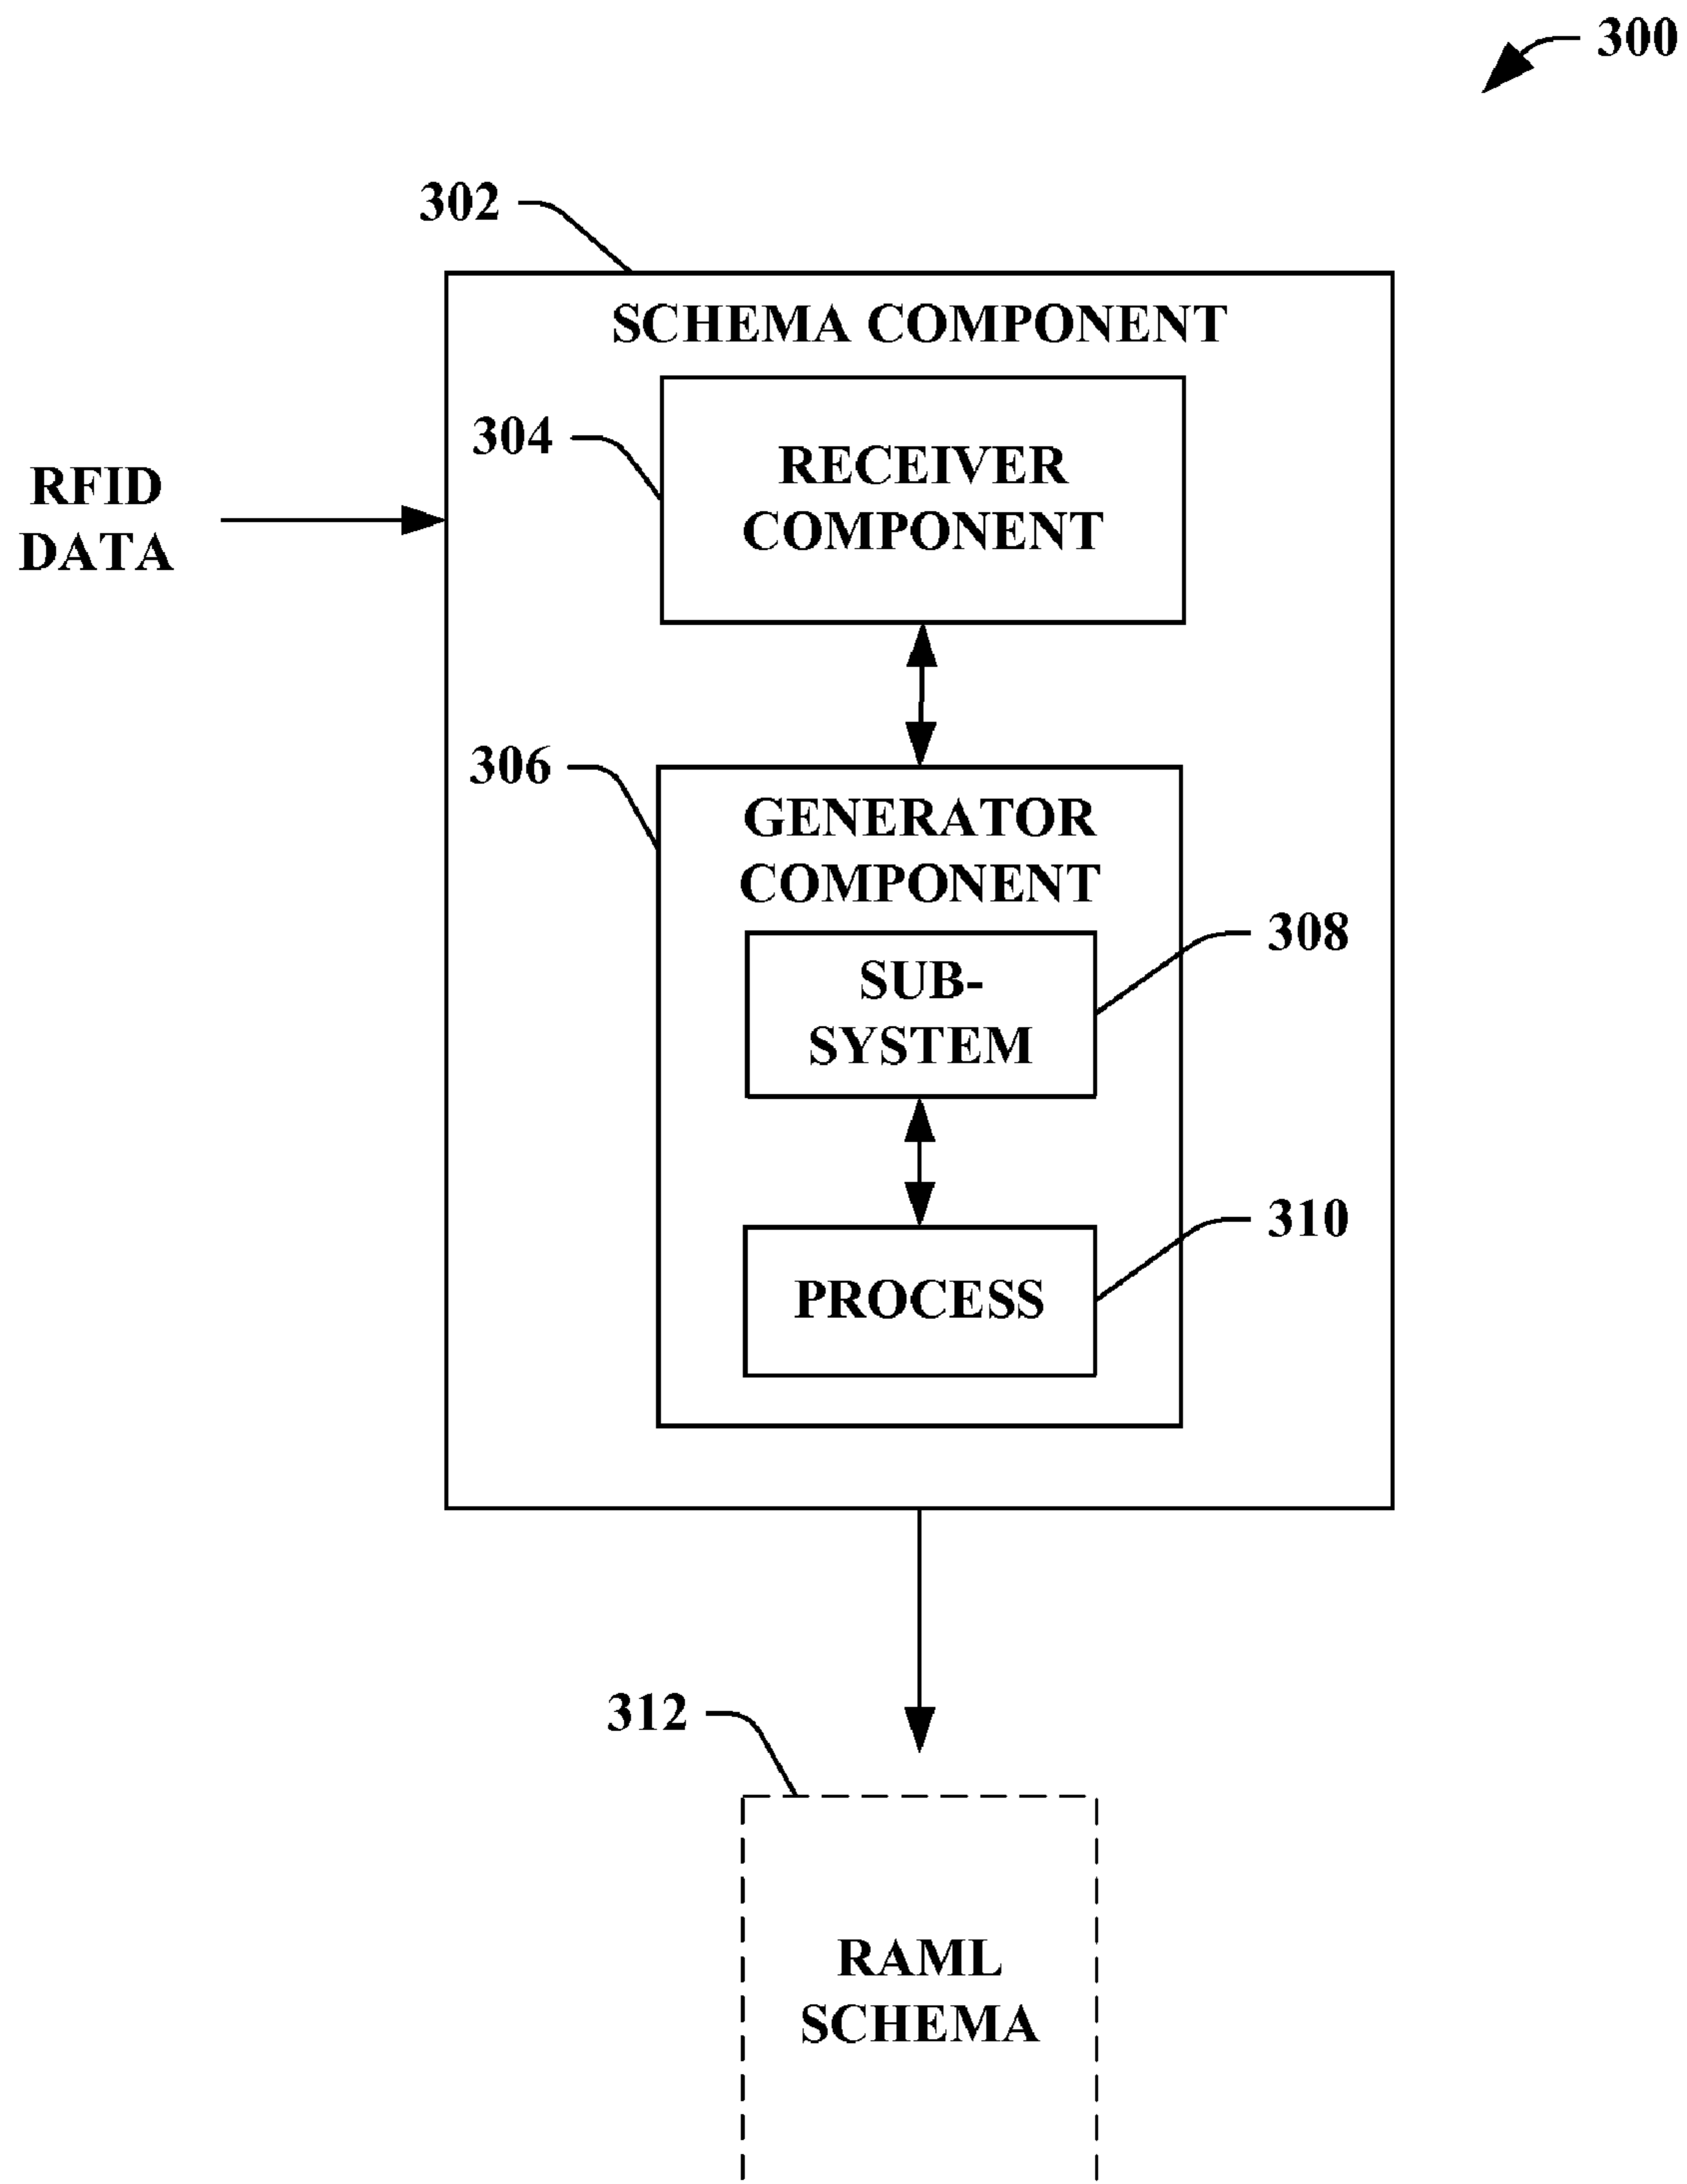 300
302
SCHEMA COMPONENT
304
RECEIVER
COMPONENT
RFID
DATA
306
GENERATOR
COMPONENT
308
SUB-
SYSTEM
310
PROCESS
312
RAML
SCHEMA